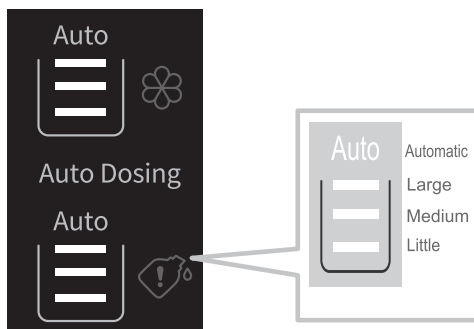 Auto
Auto Dosing
Auto
Auto Automatic
Large
Medium
Little